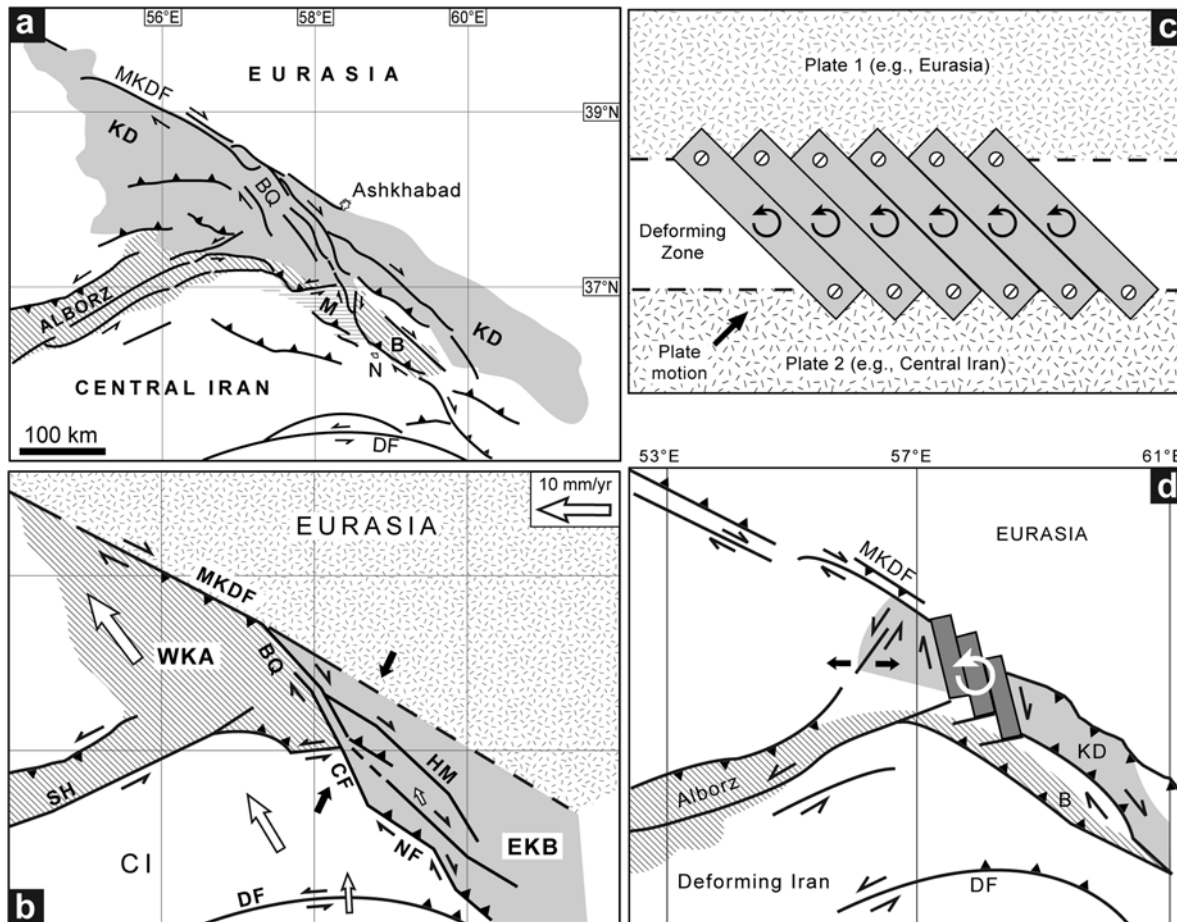 a
56°E
58°E
60°E
EURASIA
MKDF
39°N
KD
BQ
Ashkhabad
37°N
ALBORZ
M
B
KD
N
CENTRAL IRAN
100 km
DF
c
Plate 1 (e.g., Eurasia)
Deforming
Zone
Plate
motion
Plate 2 (e.g., Central Iran)
b
10 mm/yr
EURASIA
MKDF
WKA
BQ
HM
SH
CF
CI
NF
EKB
DF
53°E
57°E
61°E
d
EURASIA
MKDF
KD
Alborz
B
Deforming Iran
DF